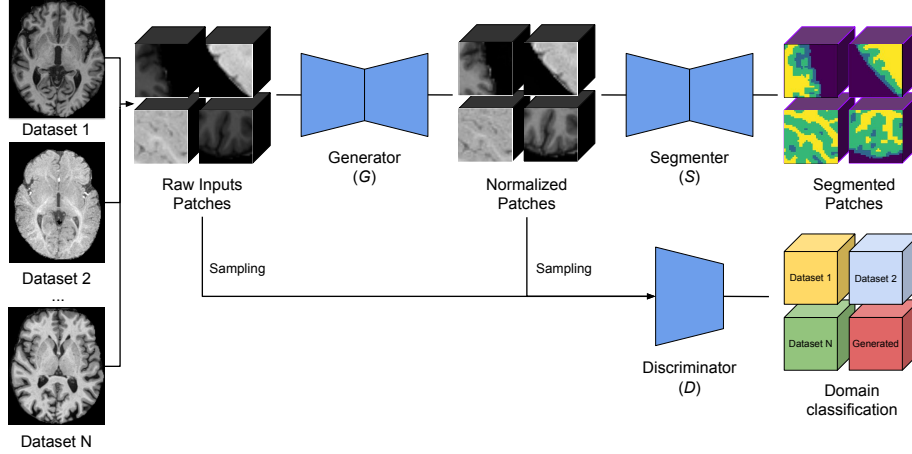 Dataset 1
Dataset 2
...
Dataset N
Raw Inputs
Patches
Generator
(G)
Normalized
Patches
Segmenter
(S)
Segmented
Patches
Sampling
Sampling
Discriminator
(D)
Dataset 1
Dataset 2
Dataset N
Generated
Domain
classification